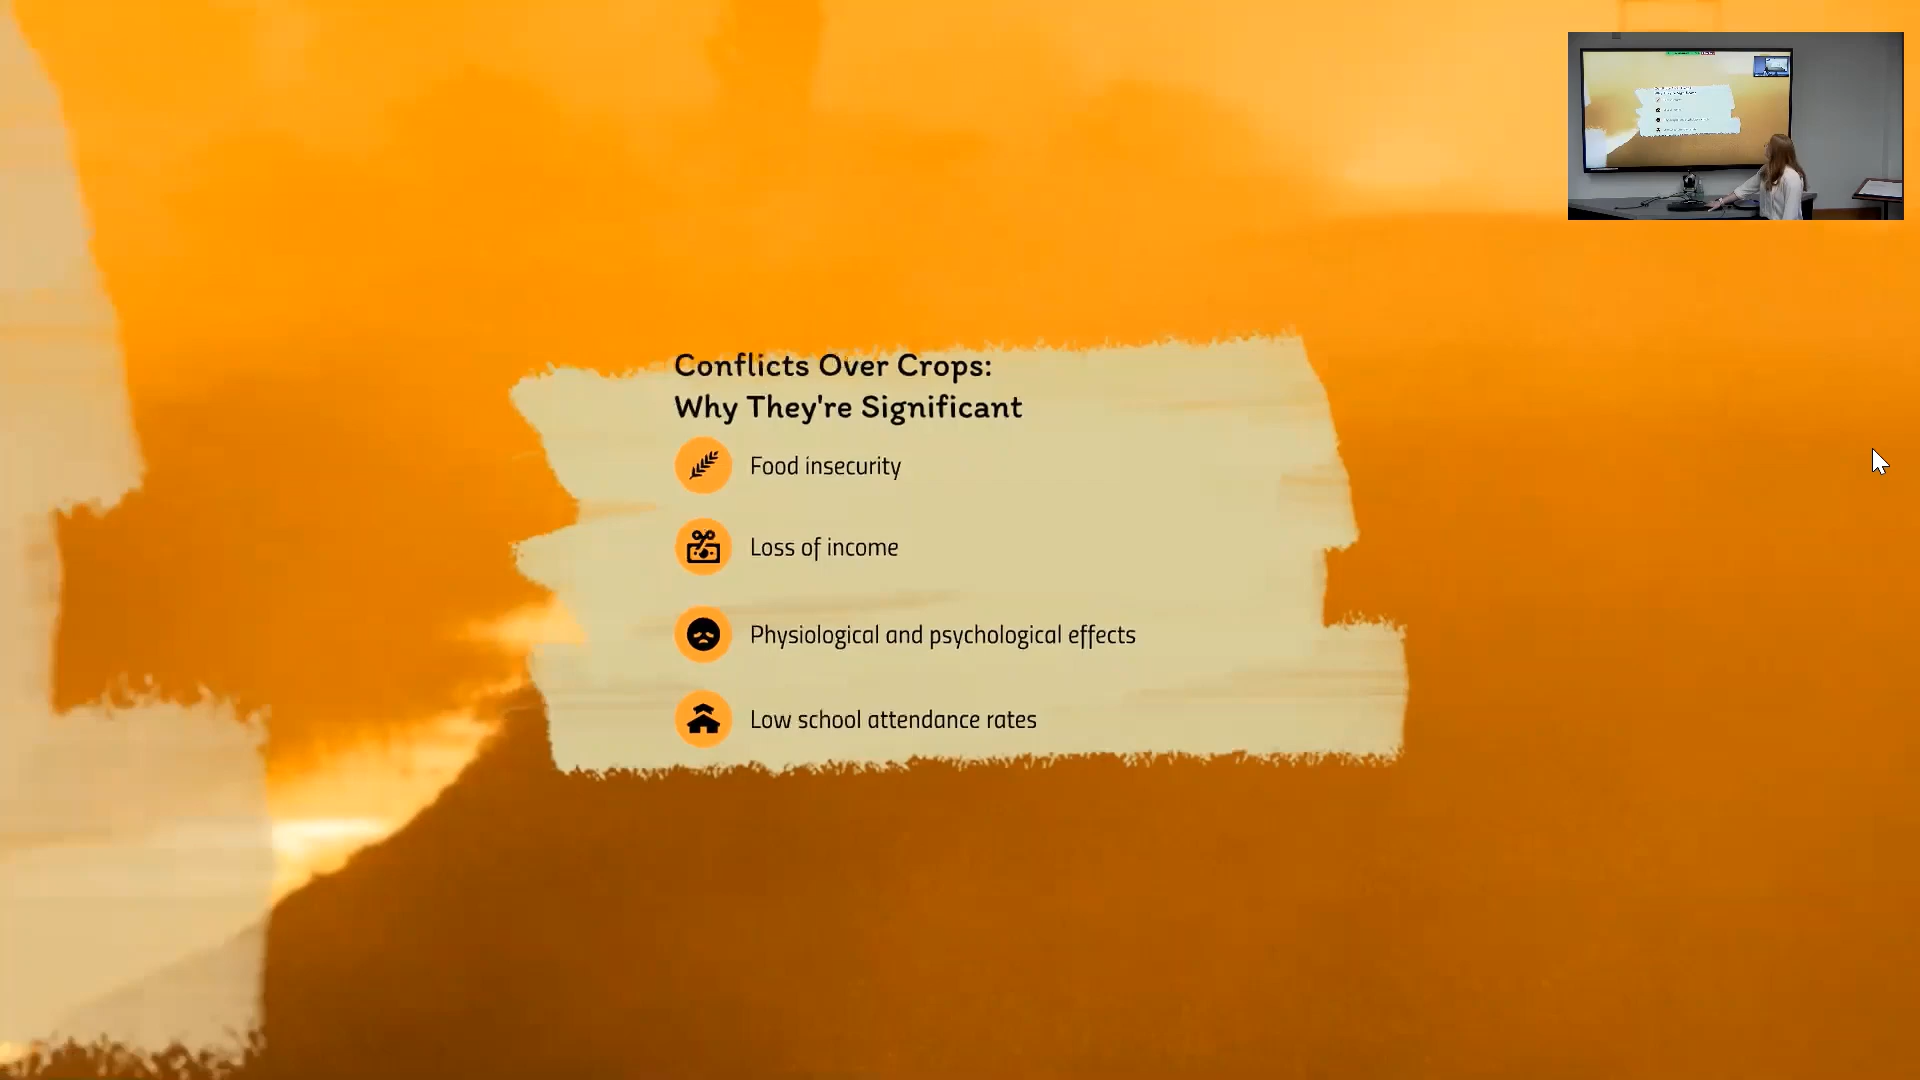 Conflicts Over Crops:
Why They're Significant
Food insecurity
Loss of income
Physiological and psychological effects
Low school attendance rates